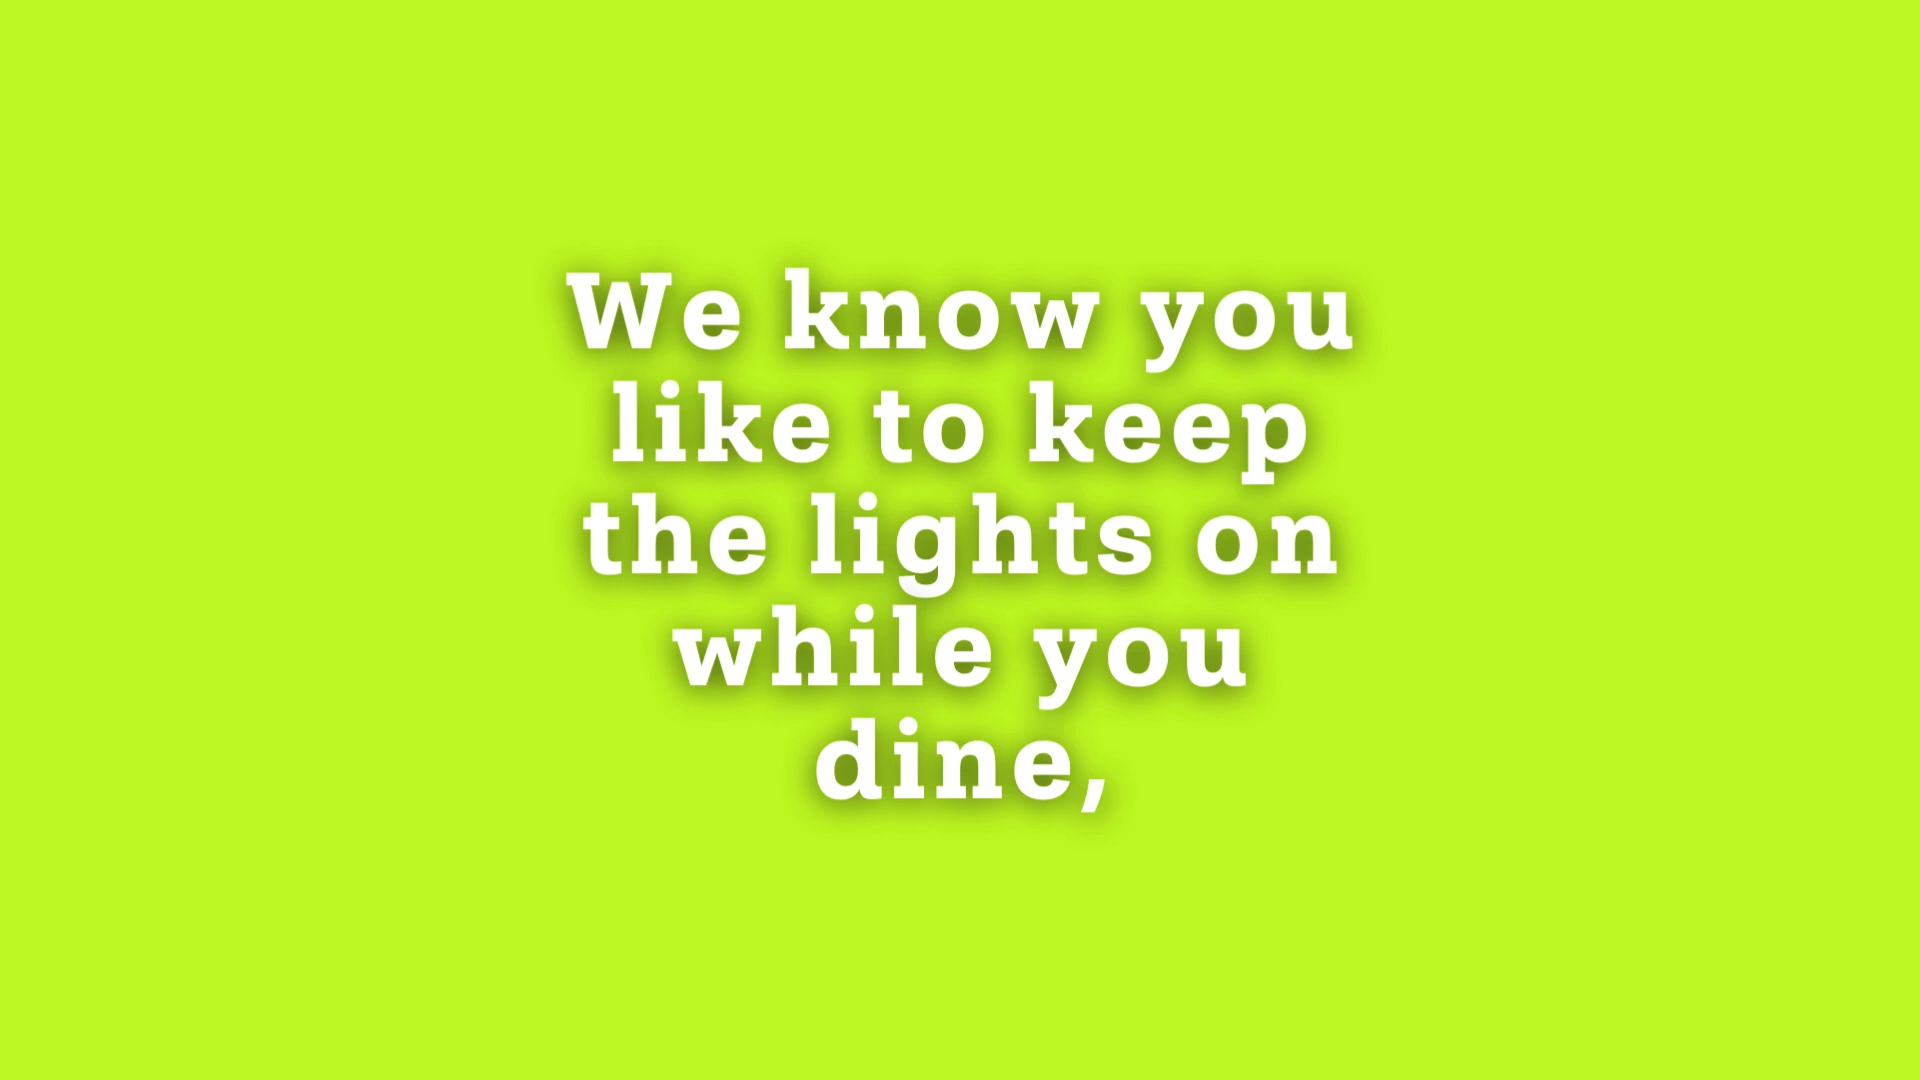 We know you
like to keep
the lights on
while you
dine,